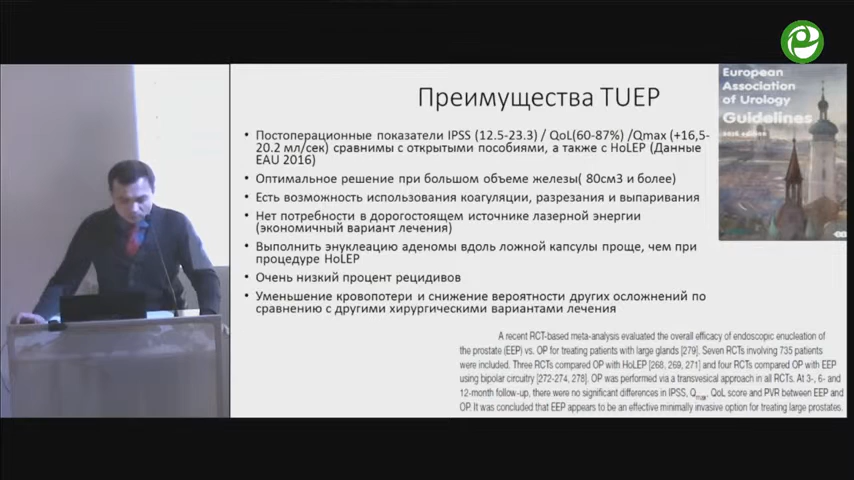 Преимущества TUEP
• Постоперационные показатели IPSS (12.5-23.3) / QoL(60-87%) /Qmax (+16,5-
20.2 мл/сек) сравнимы с открытыми пособиями, а также с HoLEP (Данные
EAU 2016)
• Оптимальное решение при большом объеме железы( 80см3 и более)
• Есть возможность использования коагуляции, разрезания и выпаривания
• Нет потребности в дорогостоящем источнике лазерной энергии
(экономичный вариант лечения)
• Выполнить энуклеацию аденомы вдоль ложной капсулы проще, чем при
процедуре HoLEP
• Очень низкий процент рецидивов
• Уменьшение кровопотери и снижение вероятности других осложнений по
сравнению с другими хирургическими вариантами лечения
European
Association
of Urology
Guidelines
2016 edition
A recent RCT-based meta-analysis evaluated the overall efficacy of endoscopic enucleation of
the prostate (EEP) vs. OP for treating patients with large glands [279]. Seven RCTs involving 735 patients
were included. Three RCTs compared OP with HoLEP [268, 269, 271] and four RCTs compared OP with EEP
using bipolar circuitry [272-274, 278]. OP was performed via a transvesical approach in all RCTs. At 3-, 6- and
12-month follow-up, there were no significant differences in IPSS, Qmax, QoL score and PVR between EEP and
OP. It was concluded that EEP appears to be an effective minimally invasive option for treating large prostates.